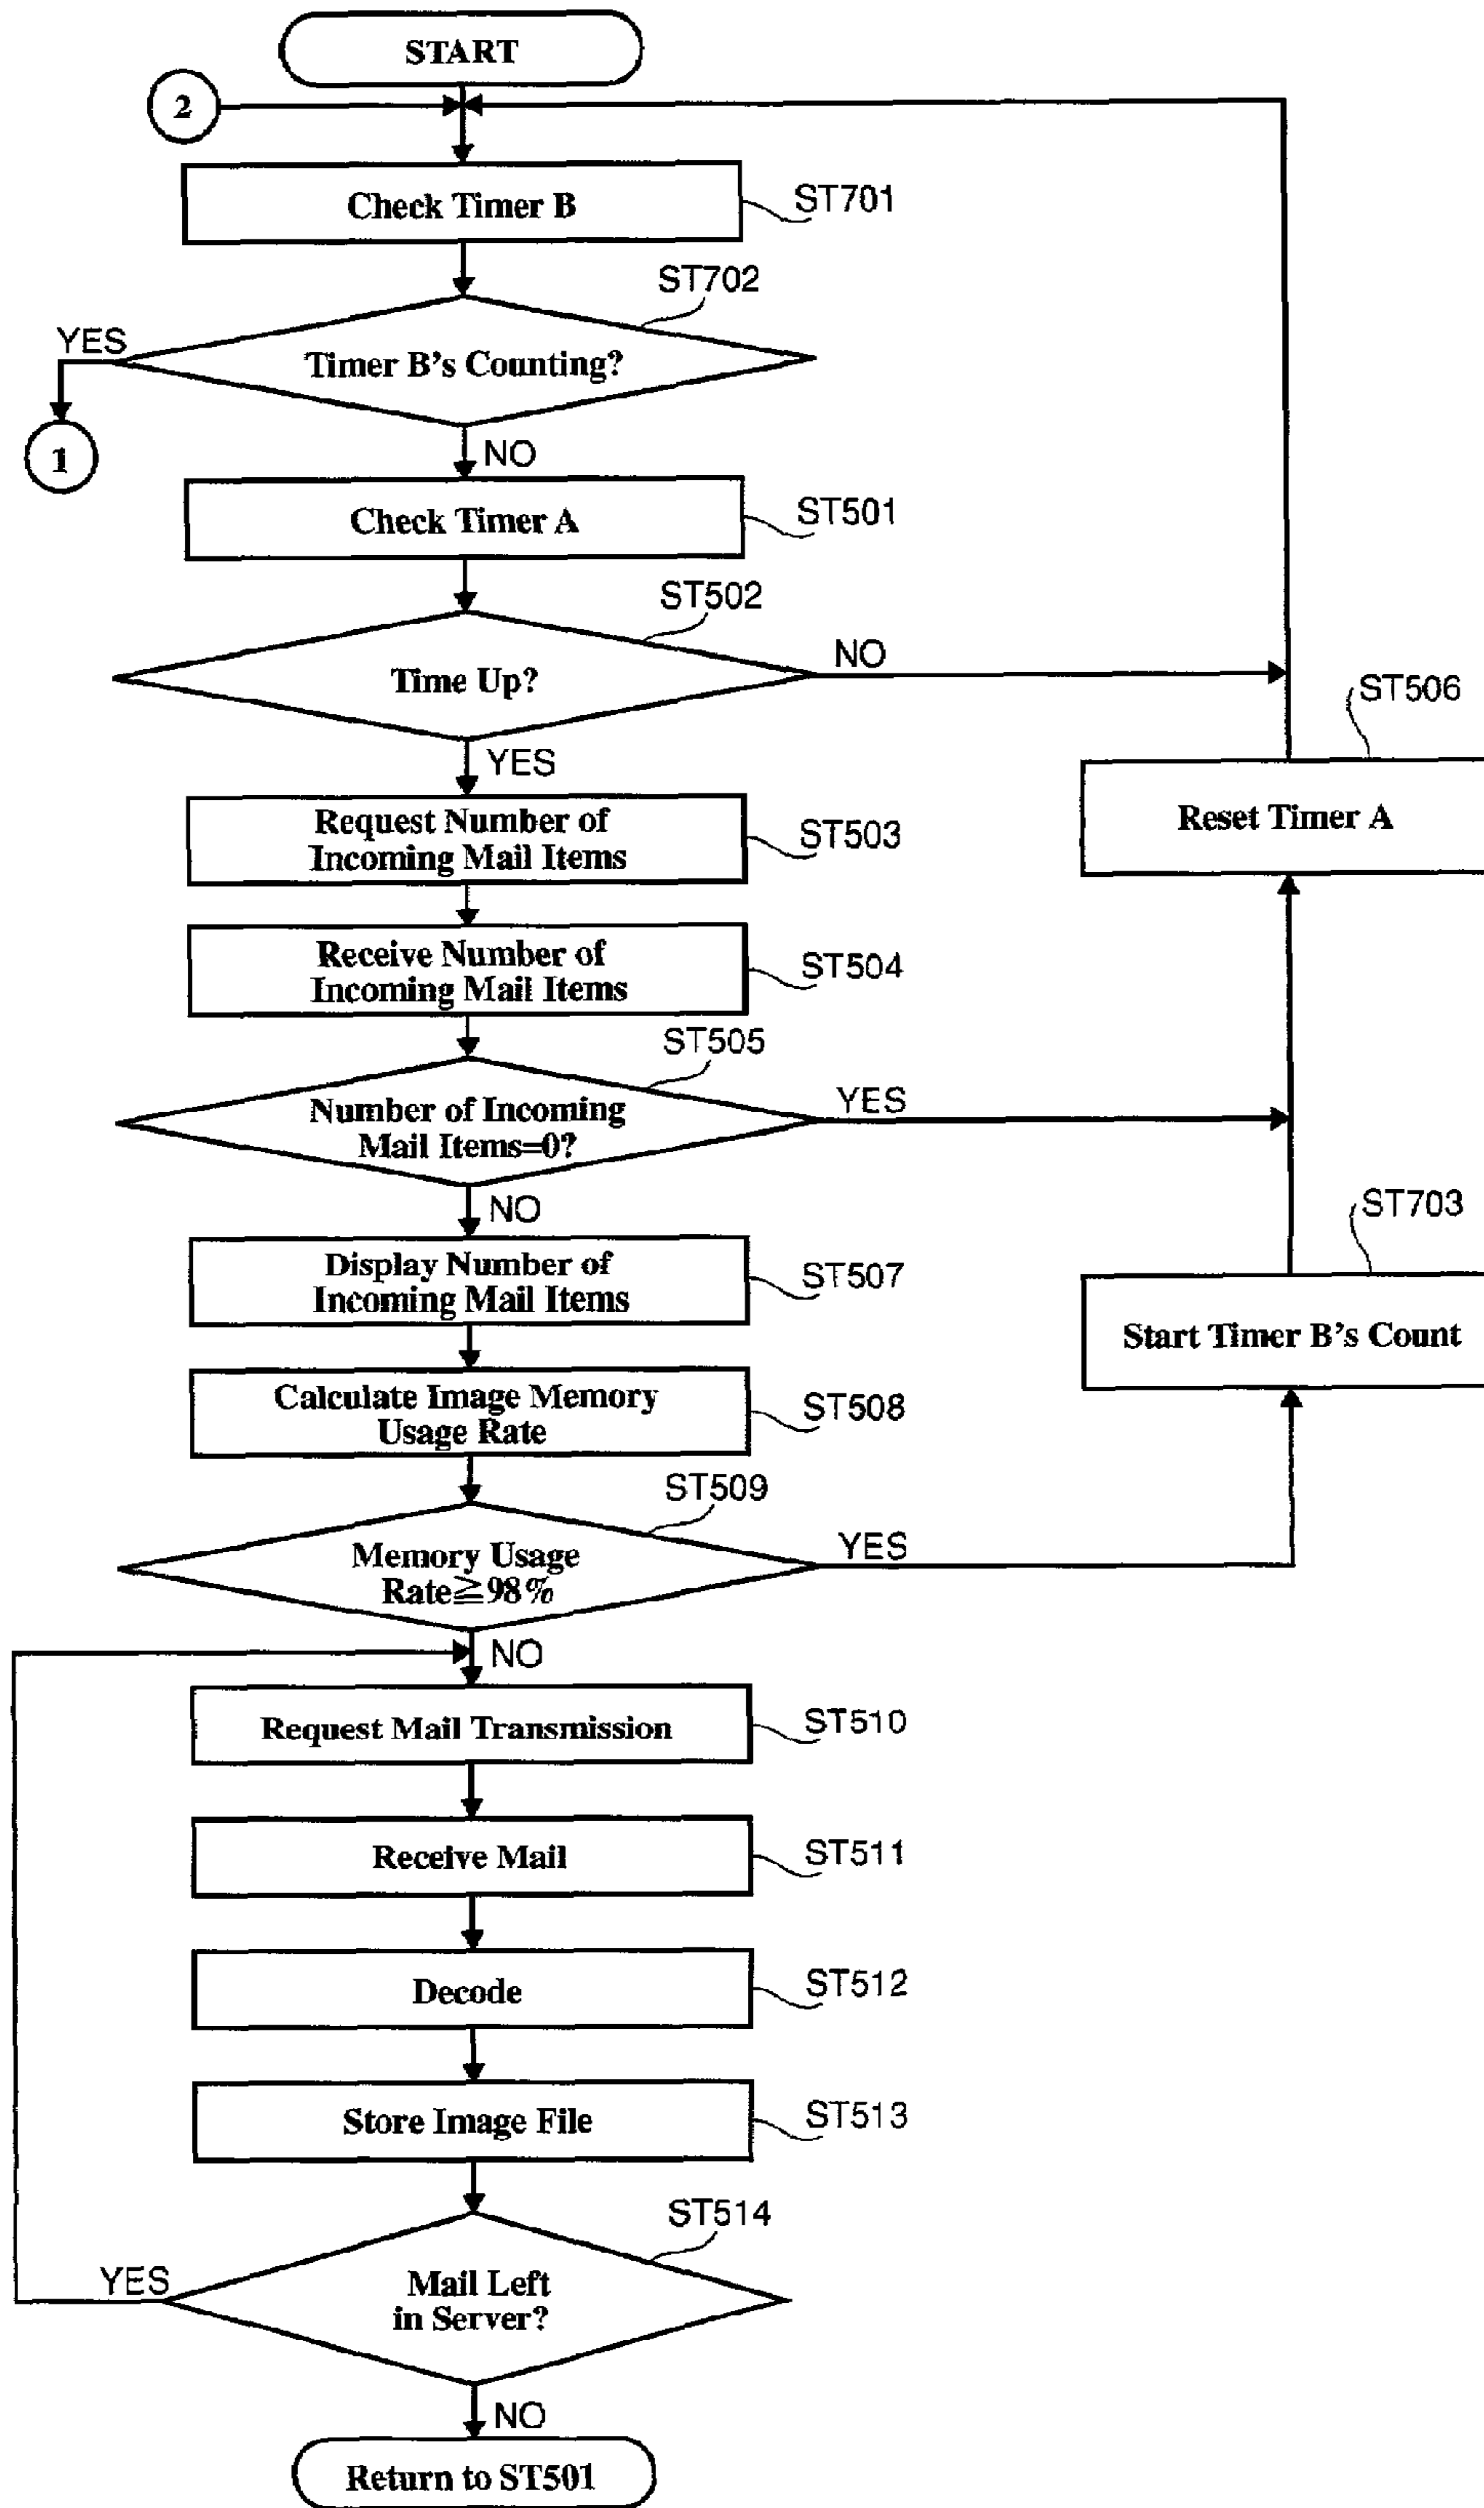 START
2
Check Timer B
ST701
ST702
YES
Timer B's Counting?
1
NO
Check Timer A
ST501
ST502
Time Up?
NO
ST506
YES
Reset Timer A
Request Number of
Incoming Mail Items
ST503
Receive Number of
Incoming Mail Items
ST504
ST505
Number of Incoming
Mail Items=0?
YES
NO
ST703
Display Number of
Incoming Mail Items
ST507
Start Timer B's Count
Calculate Image Memory
Usage Rate
ST508
ST509
Memory Usage
Rate≧98%
YES
NO
Request Mail Transmission
ST510
Receive Mail
ST511
Decode
ST512
Store Image File
ST513
ST514
YES
Mail Left
in Server?
NO
Return to ST501